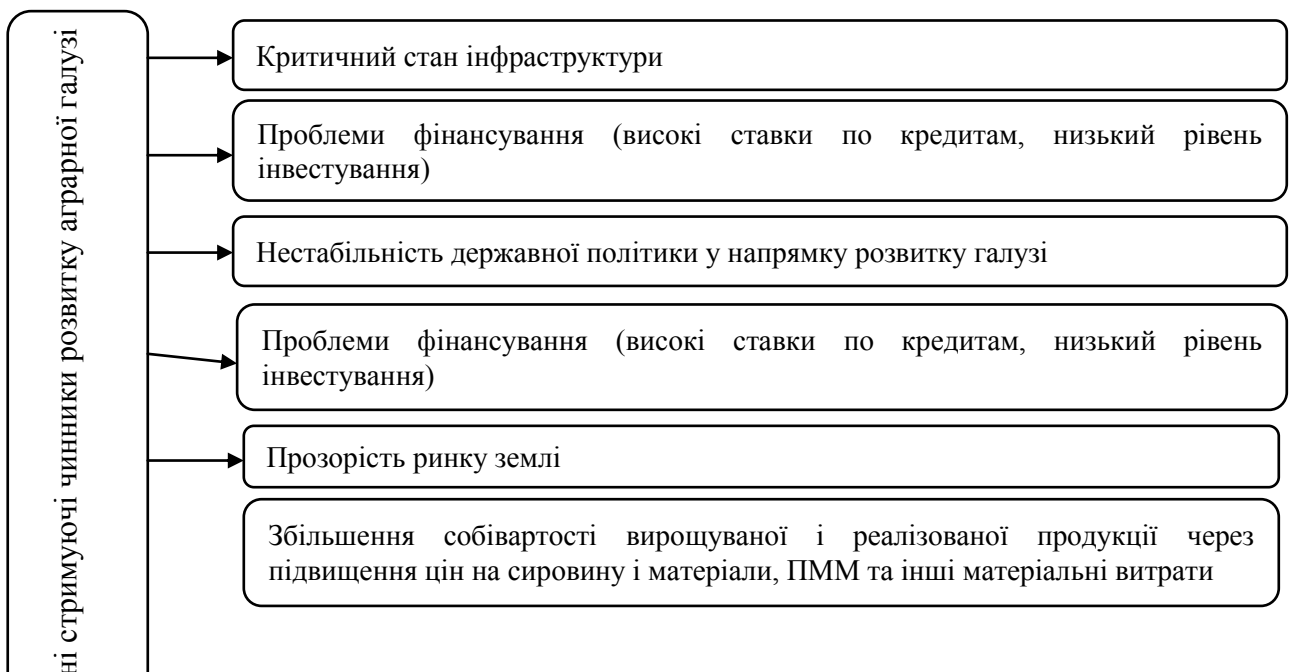 ні стримуючі чинники розвитку аграрної галузі
Критичний стан інфраструктури
Проблеми фінансування (високі ставки по кредитам, низький рівень
інвестування)
Нестабільність державної політики у напрямку розвитку галузі
Проблеми фінансування (високі ставки по кредитам, низький рівень
інвестування)
Прозорість ринку землі
Збільшення собівартості вирощуваної і реалізованої продукції через
підвищення цін на сировину і матеріали, ПММ та інші матеріальні витрати